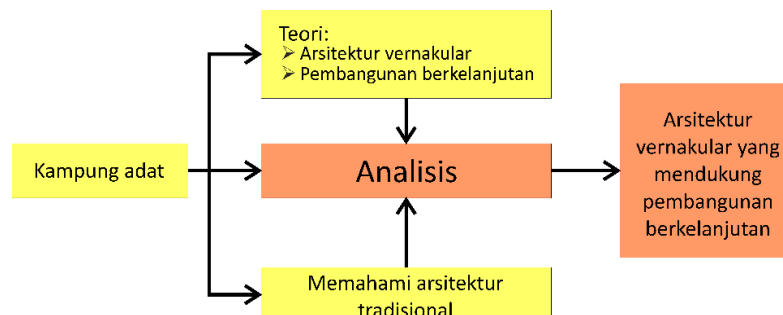 Teori:
➢ Arsitektur vernakular
➢ Pembangunan berkelanjutan
Kampung adat
Analisis
Arsitektur
vernakular yang
mendukung
pembangunan
berkelanjutan
Memahami arsitektur
tradisional